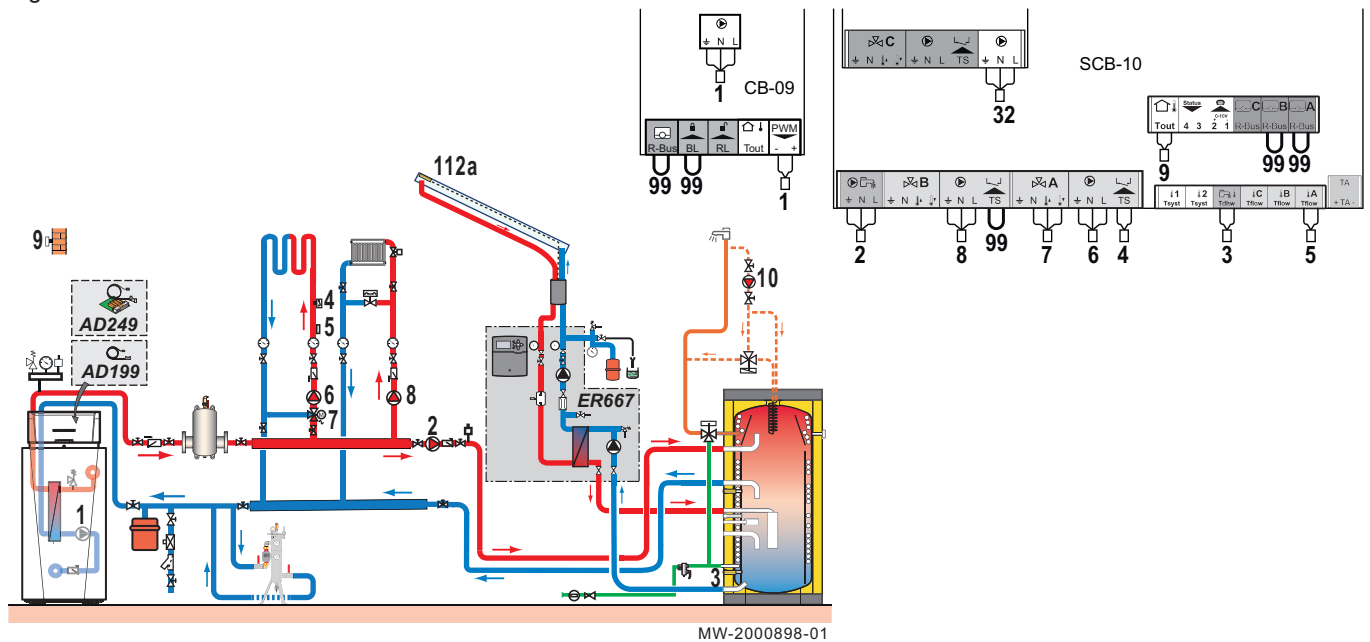 112a
9
AD249
AD199
4
5
6
7
8
2
1
ER667
10
3
MW-2000898-01
CB-09
N L
1
R-Bus BL RL Tout PWM
- +
99 99 1
SCB-10
C
N N L TS N L
32
Tout Status 4 3 0-10V 2 1 C R-Bus B R-Bus A R-Bus
9 99 99
B A
N L N N L TS N N L TS
2 8 99 7 6 4
1 Tsyst 2 Tsyst Tdhw C Tflow B Tflow A Tflow
TA
+ TA -
3 5